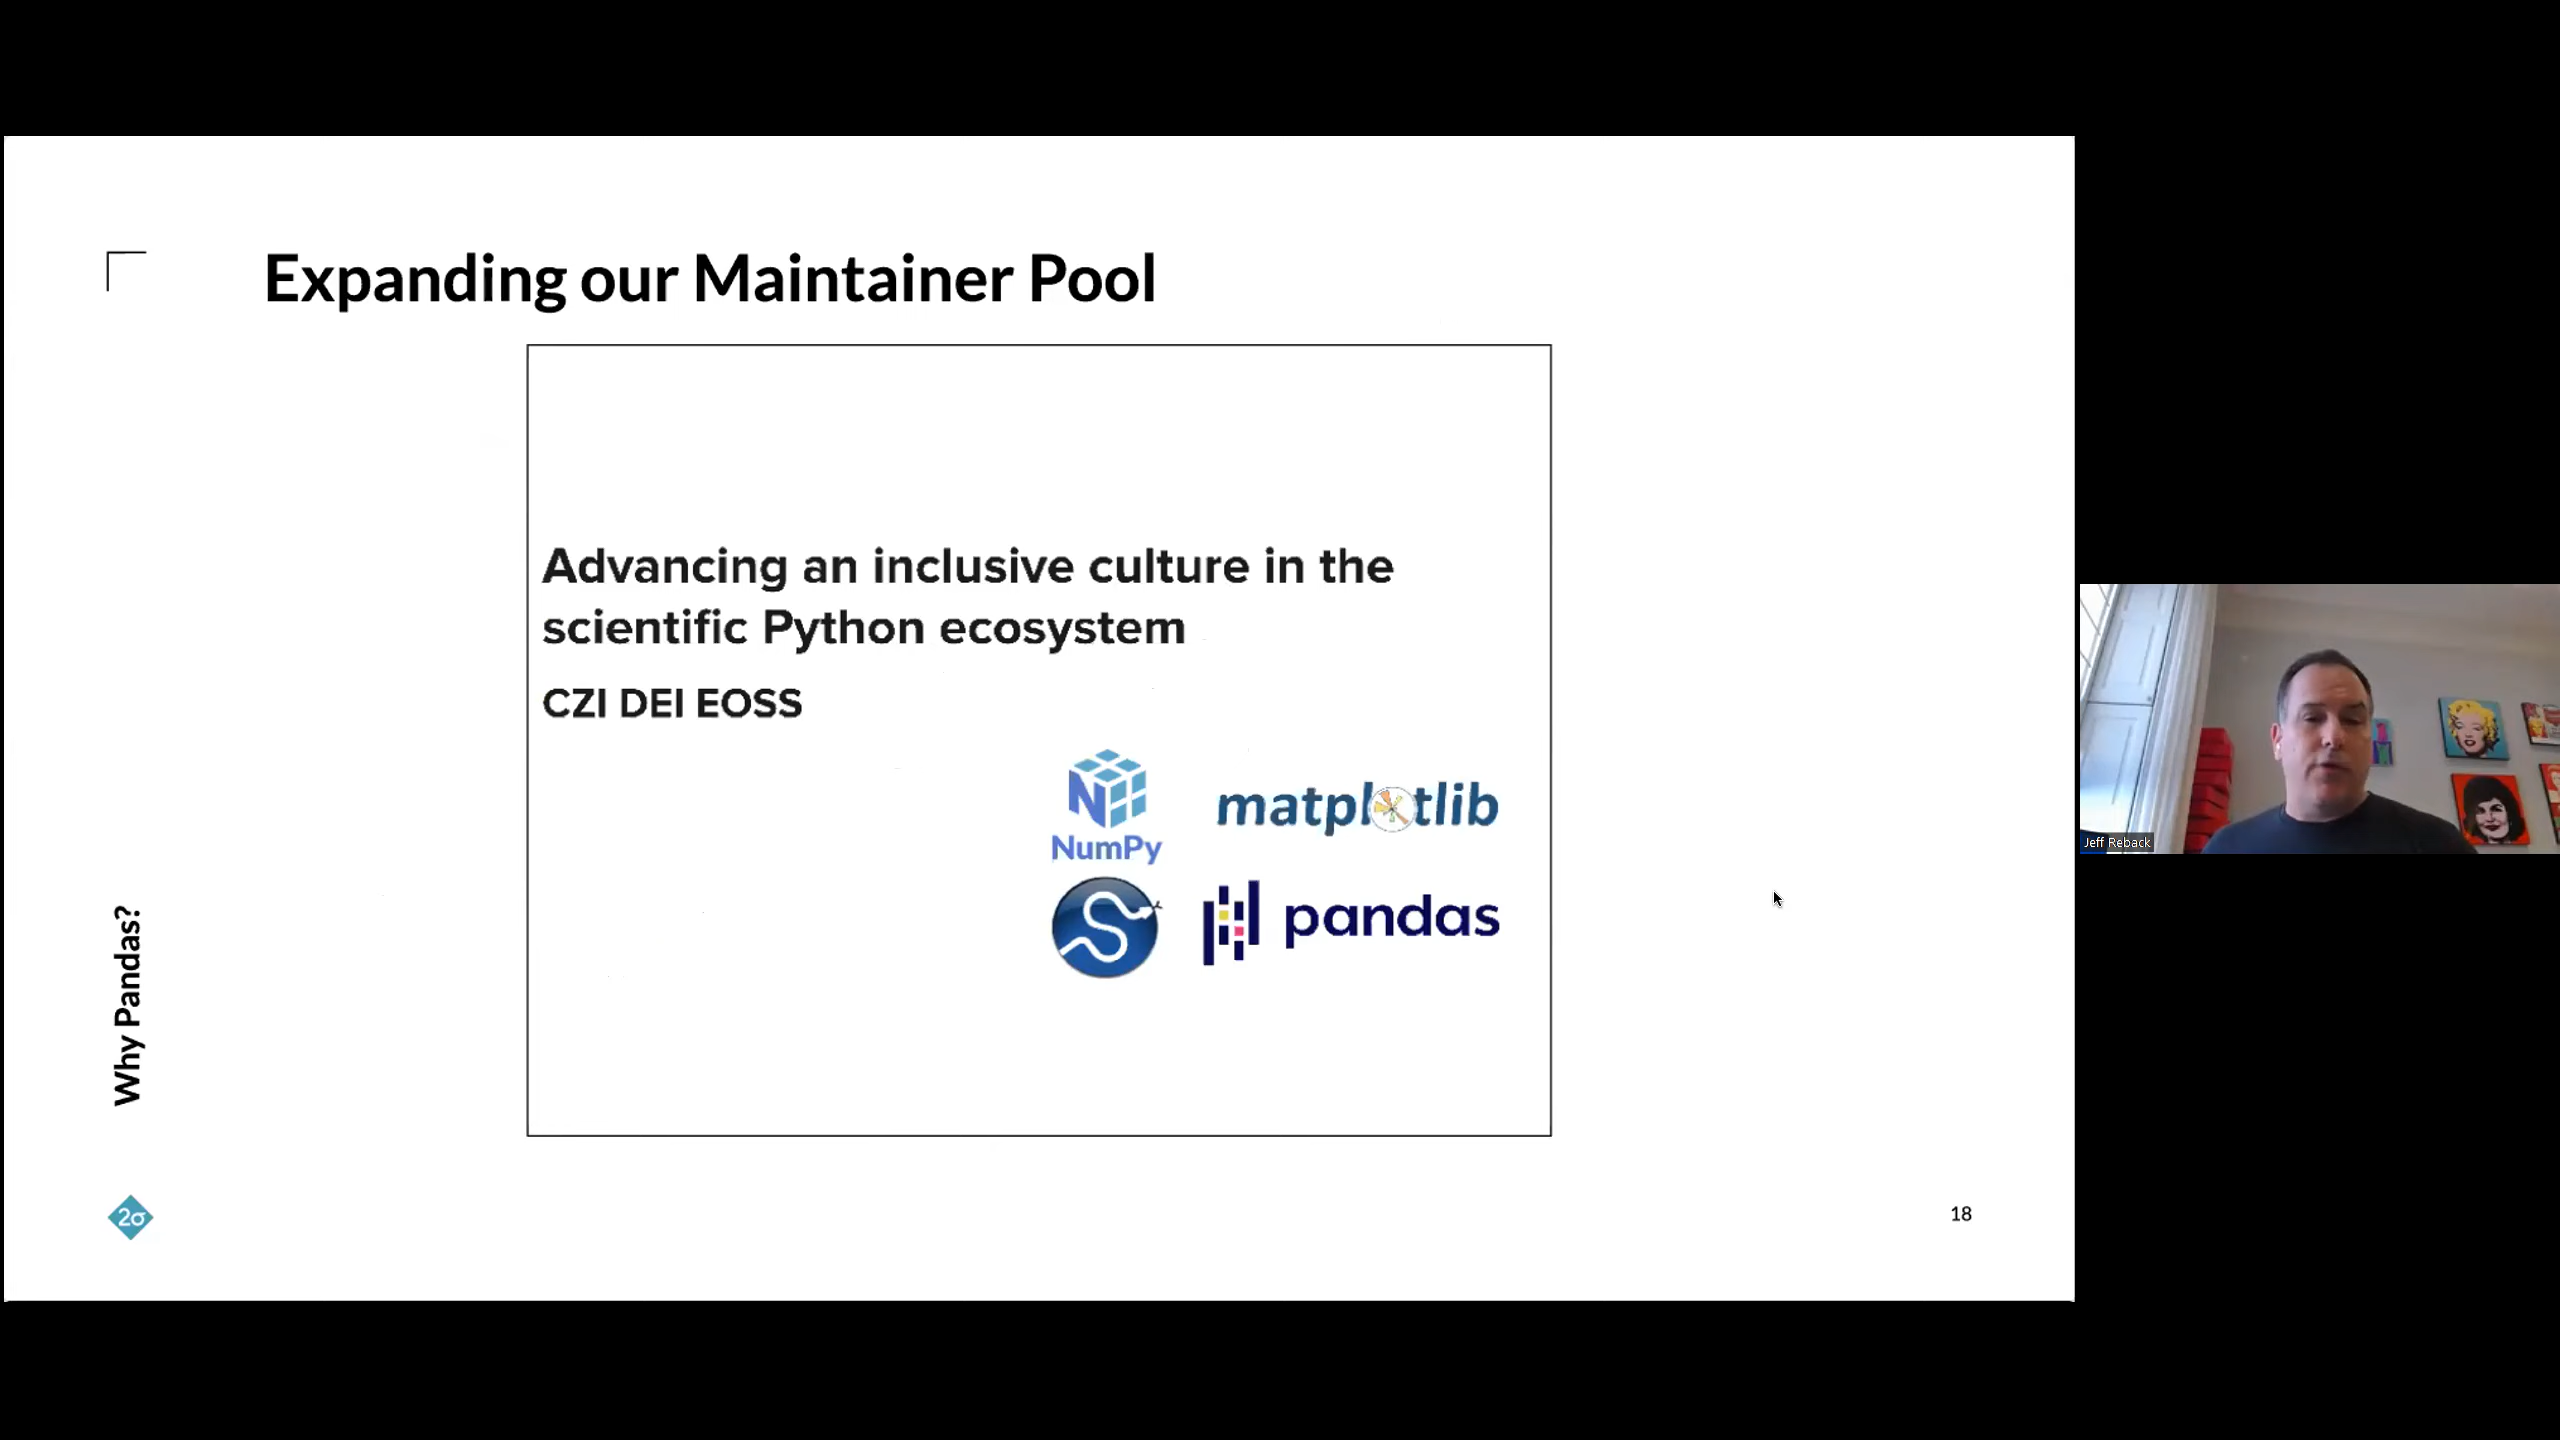 Expanding our Maintainer Pool
Advancing an inclusive culture in the
scientific Python ecosystem
CZI DEI EOSS
NumPy
matplotlib
pandas
Why Pandas?
2σ
18
Jeff Reback